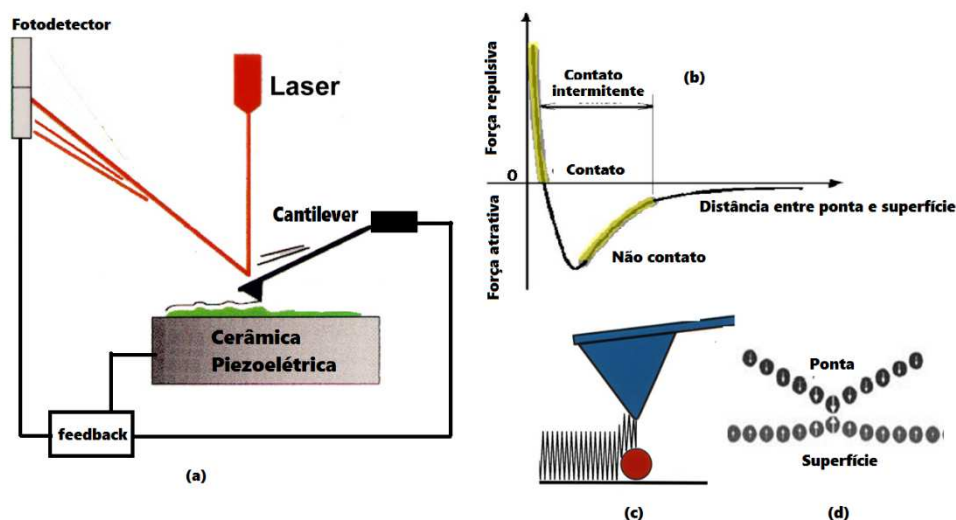 Fotodetector
Laser
Cantilever
Cerâmica
Piezoelétrica
feedback
(a)
Força repulsiva
0
Força atrativa
Contato
intermitente
(b)
Contato
Distância entre ponta e superfície
Não contato
(c)
Ponta
Superfície
(d)